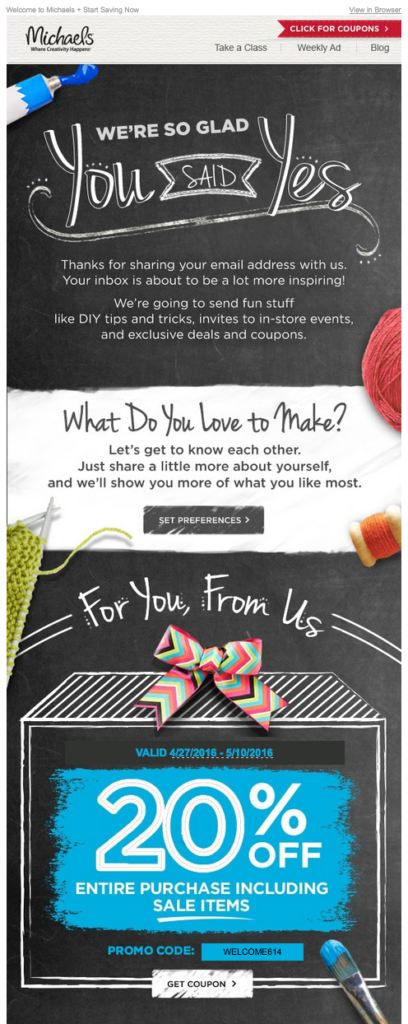 Welcome to Michaels + Start Saving Now
View in Browser
Michaels
Where Creativity Happens
CLICK FOR COUPONS >
Take a Class | Weekly Ad | Blog
WE'RE SO GLAD
You SAID Yes
Thanks for sharing your email address with us.
Your inbox is about to be a lot more inspiring!
We're going to send fun stuff
like DIY tips and tricks, invites to in-store events,
and exclusive deals and coupons.
What Do You Love to Make?
Let's get to know each other.
Just share a little more about yourself,
and we'll show you more of what you like most.
SET PREFERENCES >
For You, From Us
VALID 4/27/2016 - 5/10/2016
20% OFF
ENTIRE PURCHASE INCLUDING
SALE ITEMS
PROMO CODE: WELCOME614
GET COUPON >